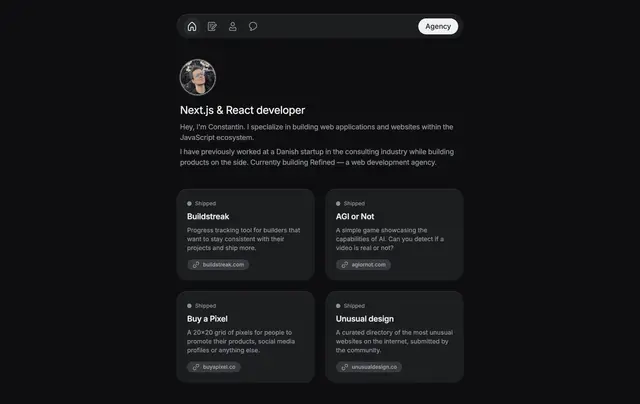 Agency
Next.js & React developer
Hey, I'm Constantin. I specialize in building web applications and websites within the
JavaScript ecosystem.
I have previously worked at a Danish startup in the consulting industry while building
products on the side. Currently building Refined — a web development agency.
Shipped
Buildstreak
Progress tracking tool for builders that
want to stay consistent with their
projects and ship more.
buildstreak.com
Shipped
AGI or Not
A simple game showcasing the
capabilities of AI. Can you detect if a
video is real or not?
agiornot.com
Shipped
Buy a Pixel
A 20x20 grid of pixels for people to
promote their products, social media
profiles or anything else.
buyapixel.co
Shipped
Unusual design
A curated directory of the most unusual
websites on the internet, submitted by
the community.
unusualdesign.co